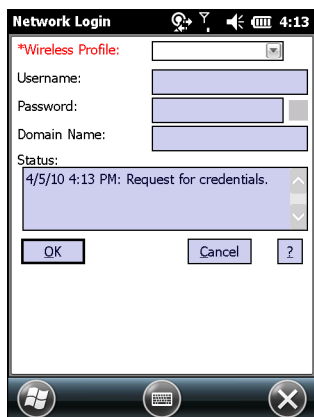 Network Login 4:13
*Wireless Profile:
Username:
Password:
Domain Name:
Status:
4/5/10 4:13 PM: Request for credentials.
OK Cancel ?